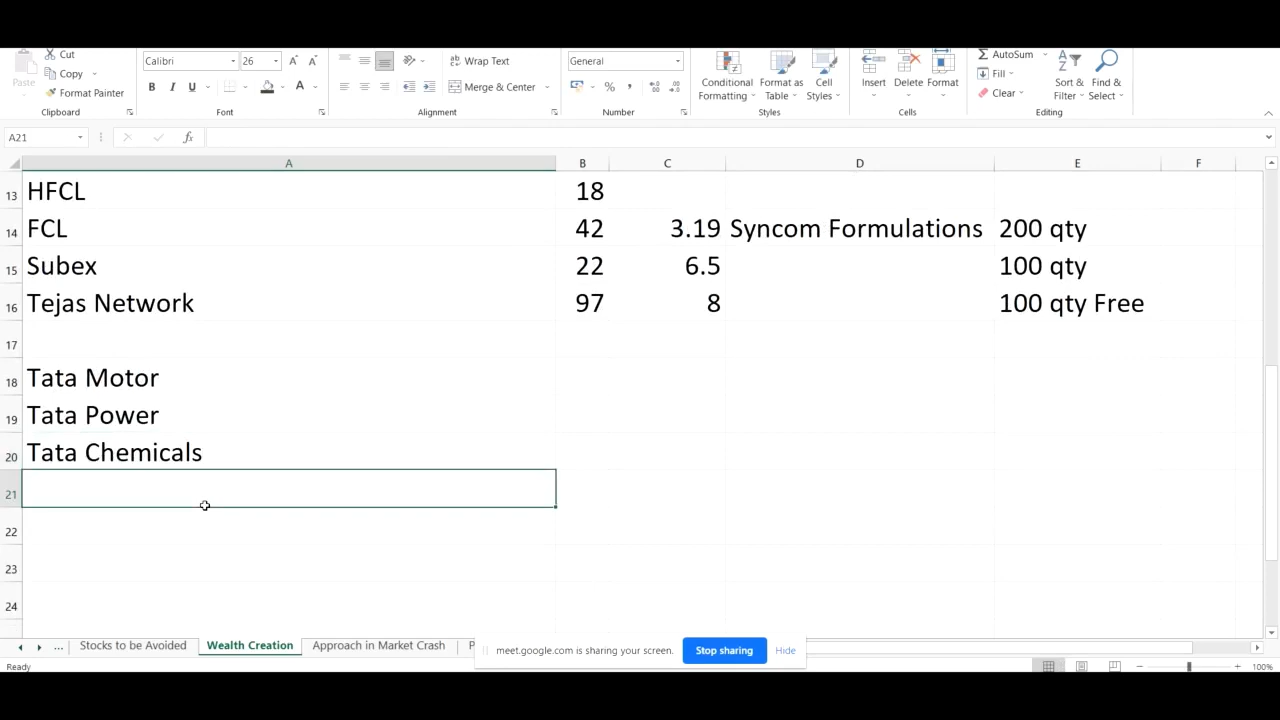 Cut
Calibri 26 A A Wrap Text General AutoSum
Paste Copy Conditional Format as Cell Insert Delete Format Fill Sort & Find &
Format Painter B I U A Merge & Center % , Formatting Table Styles Clear Filter Select
Clipboard Font Alignment Number Styles Cells Editing
A21 fx
A B C D E F
13 HFCL 18
14 FCL 42 3.19 Syncom Formulations 200 qty
15 Subex 22 6.5 100 qty
16 Tejas Network 97 8 100 qty Free
17
18 Tata Motor
19 Tata Power
20 Tata Chemicals
21
22
23
24
... Stocks to be Avoided Wealth Creation Approach in Market Crash P
meet.google.com is sharing your screen. Stop sharing Hide
Ready 100%